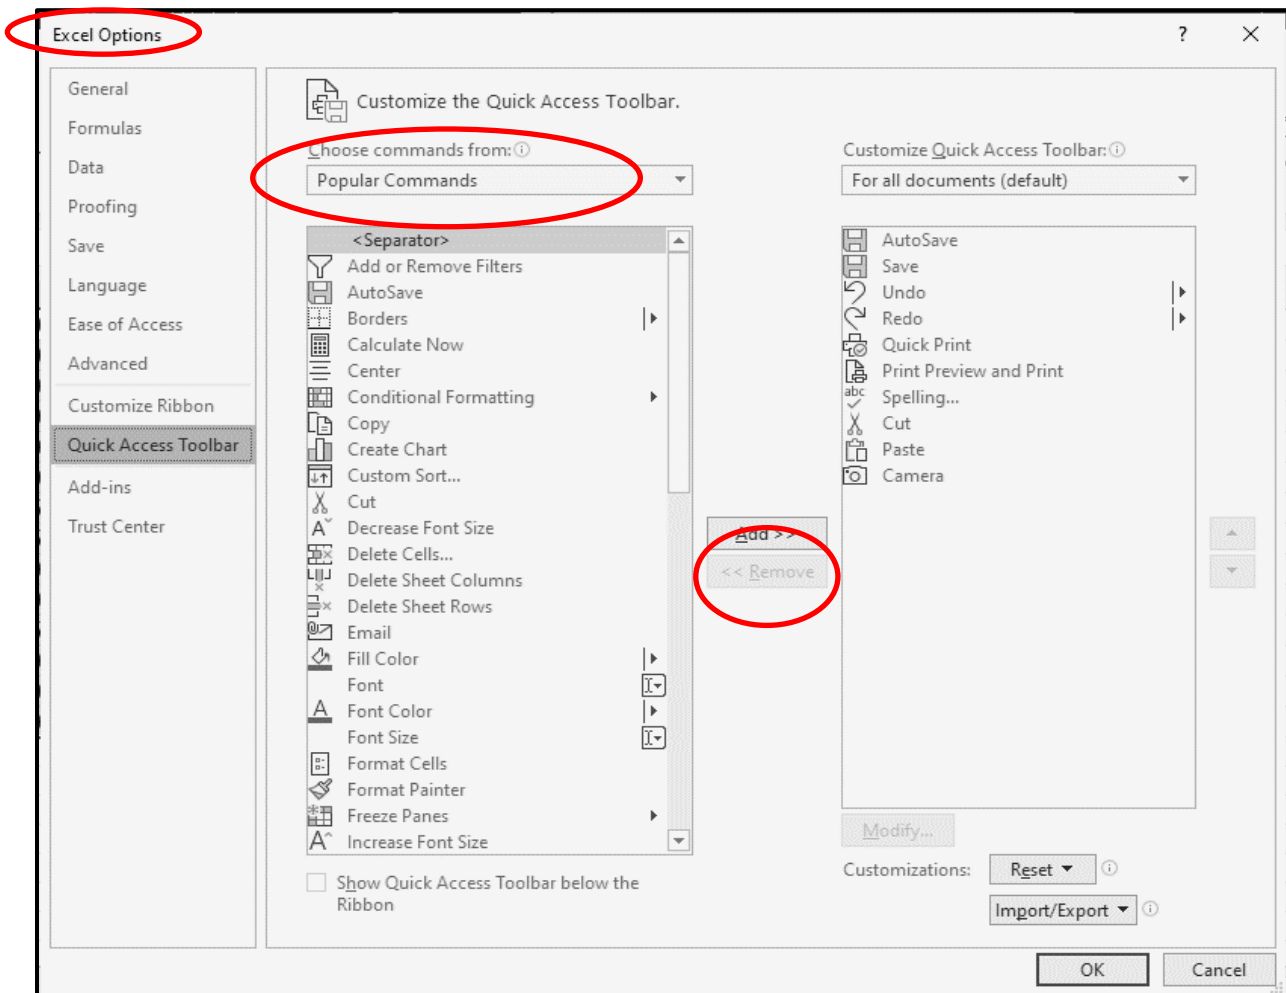 Excel Options
?
General
Formulas
Data
Proofing
Save
Language
Ease of Access
Advanced
Customize Ribbon
Quick Access Toolbar
Add-ins
Trust Center
Customize the Quick Access Toolbar.
Choose commands from:
Popular Commands
<Separator>
Add or Remove Filters
AutoSave
Borders
Calculate Now
Center
Conditional Formatting
Copy
Create Chart
Custom Sort...
Cut
Decrease Font Size
Delete Cells...
Delete Sheet Columns
Delete Sheet Rows
Email
Fill Color
Font
Font Color
Font Size
Format Cells
Format Painter
Freeze Panes
Increase Font Size
Show Quick Access Toolbar below the
Ribbon
Add >>
<< Remove
Customize Quick Access Toolbar:
For all documents (default)
AutoSave
Save
Undo
Redo
Quick Print
Print Preview and Print
Spelling...
Cut
Paste
Camera
Modify...
Customizations:
Reset
Import/Export
OK
Cancel